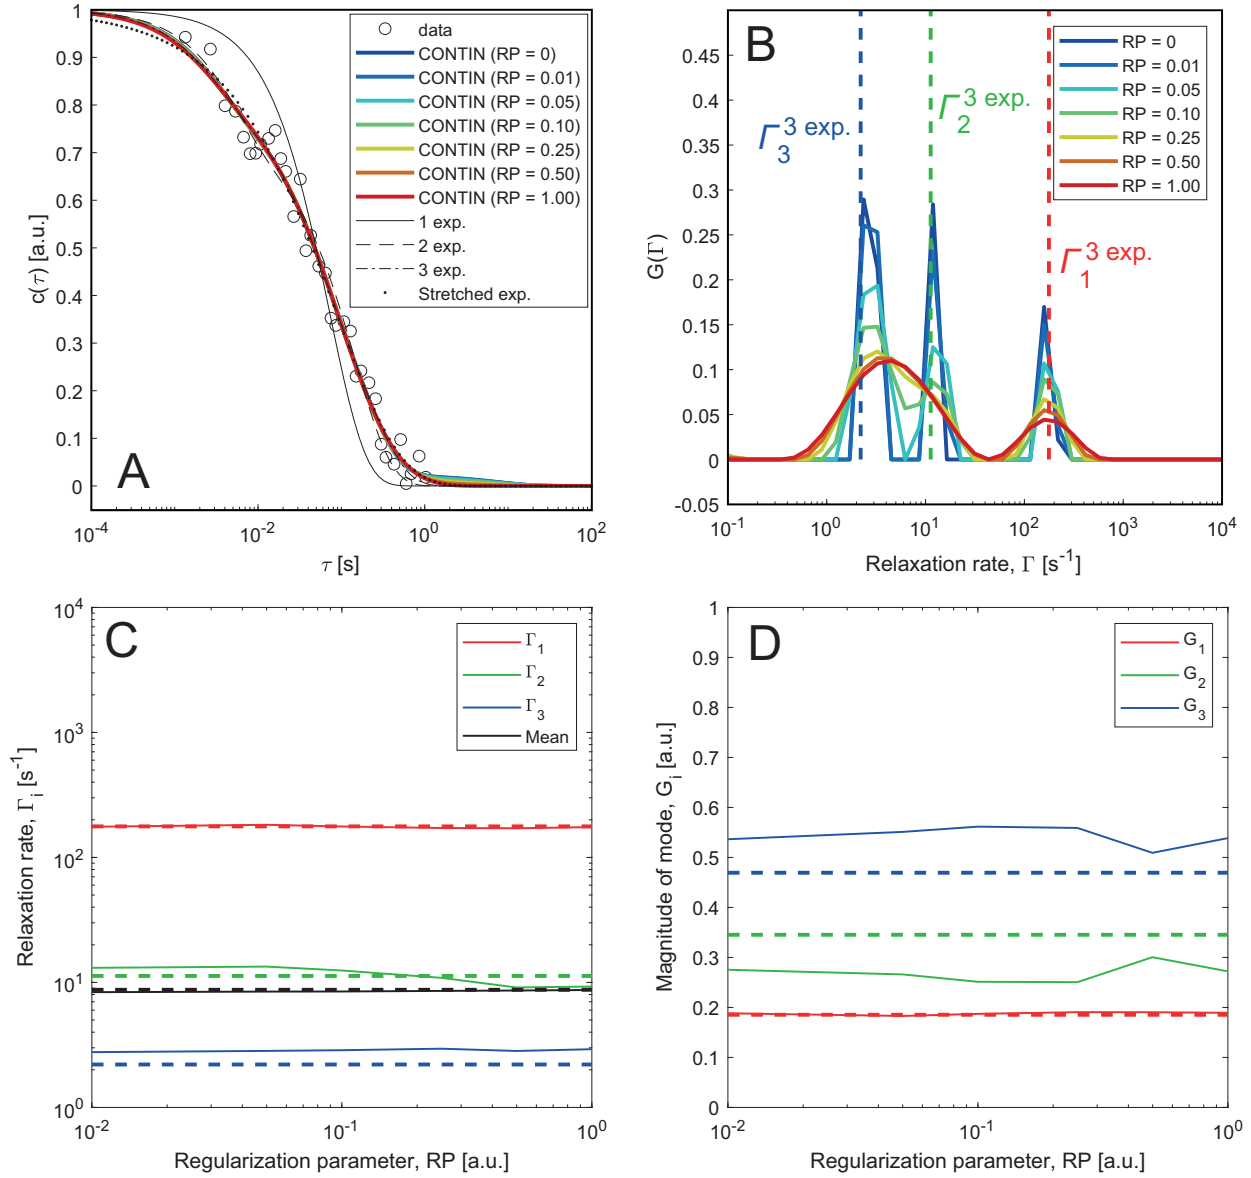 A
1
0.9
0.8
0.7
0.6
0.5
0.4
0.3
0.2
0.1
0
c(τ) [a.u.]
10⁻⁴
10⁻²
10⁰
10²
τ [s]
data
CONTIN (RP = 0)
CONTIN (RP = 0.01)
CONTIN (RP = 0.05)
CONTIN (RP = 0.10)
CONTIN (RP = 0.25)
CONTIN (RP = 0.50)
CONTIN (RP = 1.00)
1 exp.
2 exp.
3 exp.
Stretched exp.
B
0.45
0.4
0.35
0.3
0.25
0.2
0.15
0.1
0.05
0
-0.05
G(Γ)
10⁻¹
10⁰
10¹
10²
10³
10⁴
Relaxation rate, Γ [s⁻¹]
Γ₃ 3 exp.
Γ₂ 3 exp.
Γ₁ 3 exp.
RP = 0
RP = 0.01
RP = 0.05
RP = 0.10
RP = 0.25
RP = 0.50
RP = 1.00
C
10⁴
10³
10²
10¹
10⁰
Relaxation rate, Γᵢ [s⁻¹]
10⁻²
10⁻¹
10⁰
Regularization parameter, RP [a.u.]
Γ₁
Γ₂
Γ₃
Mean
D
1
0.9
0.8
0.7
0.6
0.5
0.4
0.3
0.2
0.1
0
Magnitude of mode, Gᵢ [a.u.]
10⁻²
10⁻¹
10⁰
Regularization parameter, RP [a.u.]
G₁
G₂
G₃